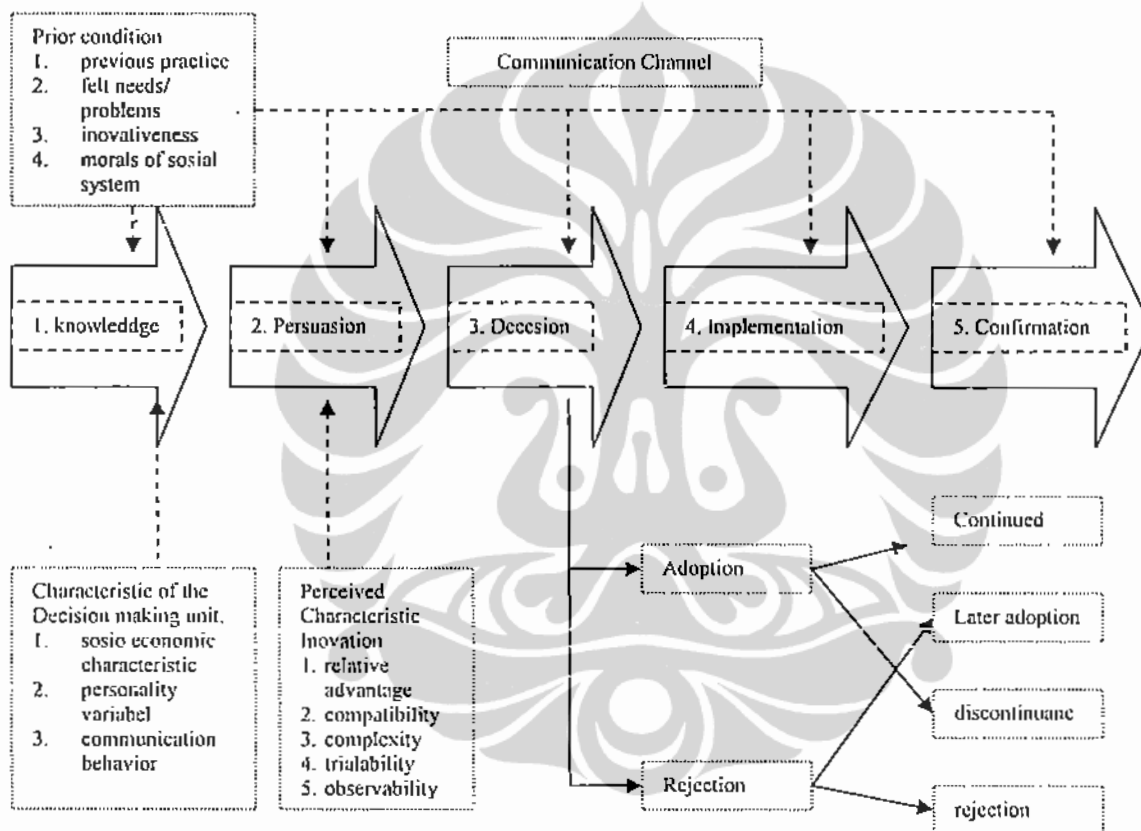 Prior condition
1. previous practice
2. felt needs/
problems
3. inovativeness
4. morals of sosial
system
Communication Channel
1. knowleddge
2. Persuasion
3. Decesion
4. Implementation
5. Confirmation
Characteristic of the
Decision making unit.
1. sosio economic
characteristic
2. personality
variabel
3. communication
behavior
Perceived
Characteristic
Inovation
1. relative
advantage
2. compatibility
3. complexity
4. trialability
5. observability
Adoption
Rejection
Continued
Later adoption
discontinuane
rejection